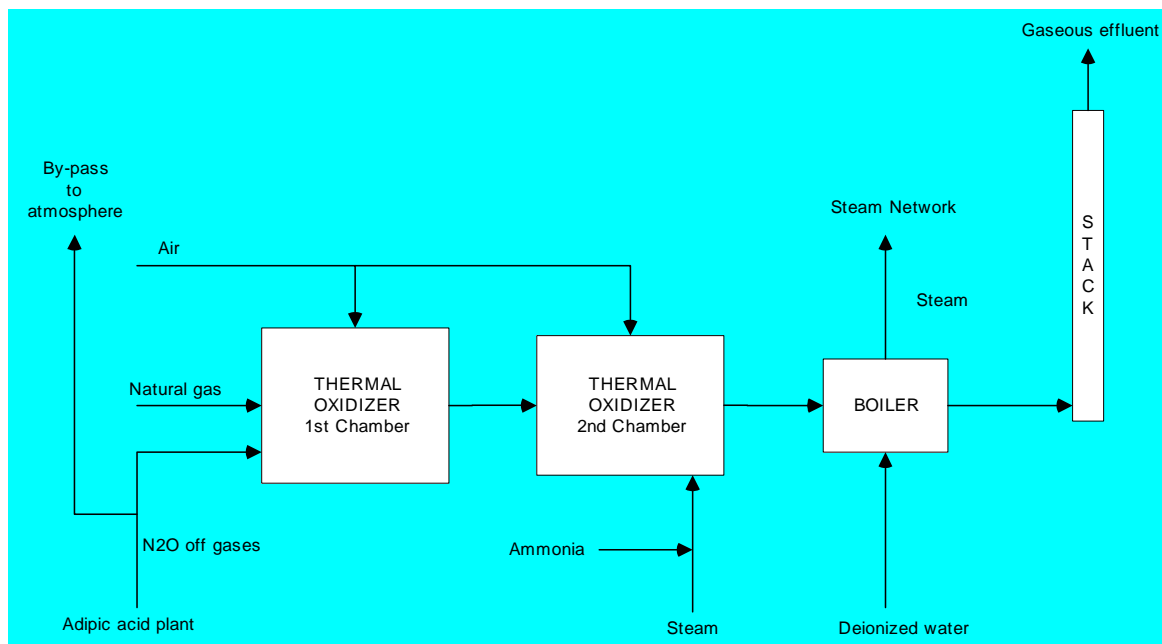 Gaseous effluent
By-pass
to
atmosphere
Steam Network
S
T
A
C
K
Air
Steam
Natural gas
THERMAL
OXIDIZER
1st Chamber
THERMAL
OXIDIZER
2nd Chamber
BOILER
N2O off gases
Ammonia
Adipic acid plant
Steam
Deionized water